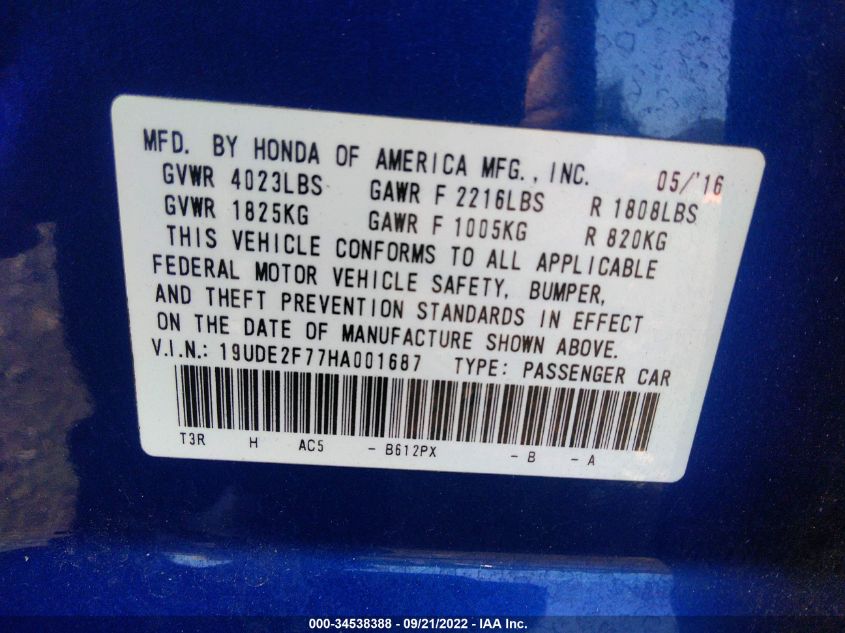 MFD. BY HONDA OF AMERICA MFG., INC. 05/'16
GVWR 4023LBS GAWR F 2216LBS R 1808LBS
GVWR 1825KG GAWR F 1005KG R 820KG
THIS VEHICLE CONFORMS TO ALL APPLICABLE
FEDERAL MOTOR VEHICLE SAFETY, BUMPER,
AND THEFT PREVENTION STANDARDS IN EFFECT
ON THE DATE OF MANUFACTURE SHOWN ABOVE.
V.I.N.: 19UDE2F77HA001687 TYPE: PASSENGER CAR
T3R H AC5 - B612PX - B - A
000-34538388 - 09/21/2022 - IAA Inc.